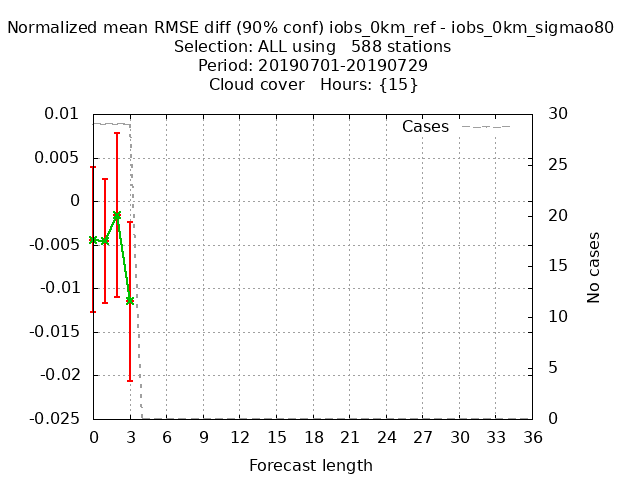 Normalized mean RMSE diff (90% conf) iobs_0km_ref - iobs_0km_sigmao80
Selection: ALL using   588 stations
Period: 20190701-20190729
Cloud cover   Hours: {15}
Cases
0.01
0.005
0
-0.005
-0.01
-0.015
-0.02
-0.025
30
25
20
15
10
5
0
No cases
0 3 6 9 12 15 18 21 24 27 30 33 36
Forecast length